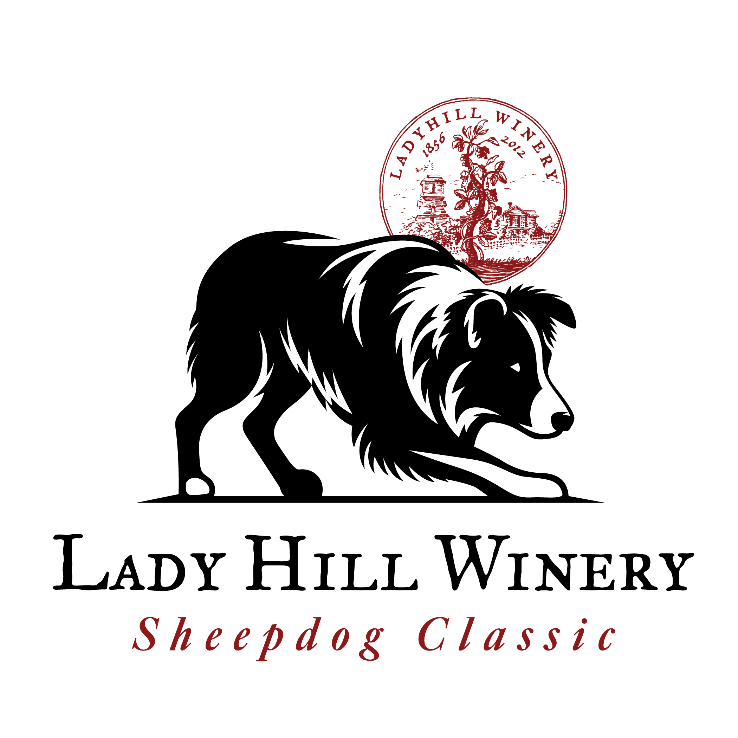 LADYHILL WINERY
1856 2012
LADY HILL WINERY
Sheepdog Classic